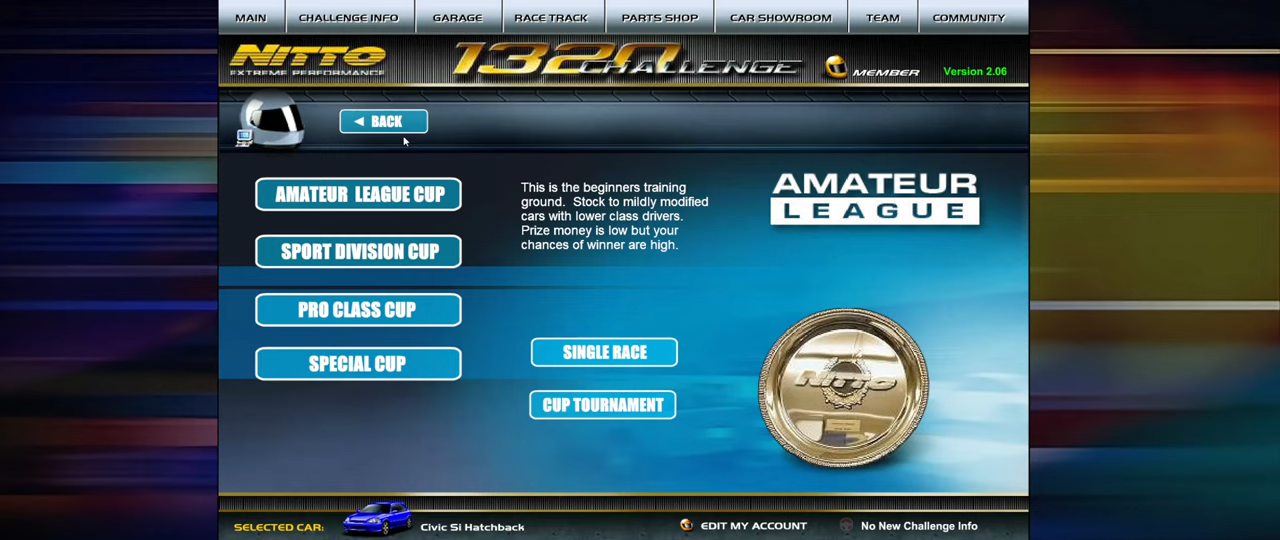 MAIN
CHALLENGE INFO
GARAGE
RACE TRACK
PARTS SHOP
CAR SHOWROOM
TEAM
COMMUNITY
NITTO
EXTREME PERFORMANCE
1320
CHALLENGE
MEMBER
Version 2.06
BACK
AMATEUR LEAGUE CUP
SPORT DIVISION CUP
PRO CLASS CUP
SPECIAL CUP
This is the beginners training
ground. Stock to mildly modified
cars with lower class drivers.
Prize money is low but your
chances of winner are high.
SINGLE RACE
CUP TOURNAMENT
AMATEUR
LEAGUE
NITTO
SELECTED CAR:
Civic Si Hatchback
EDIT MY ACCOUNT
No New Challenge Info